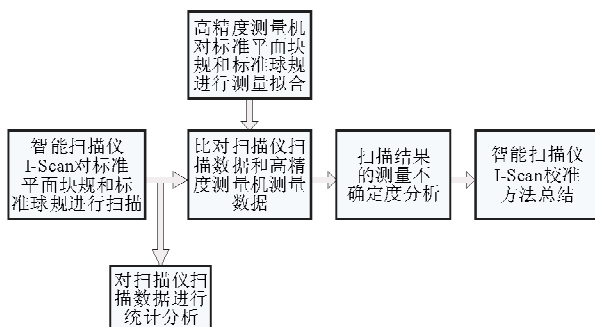 高精度测量机
对标准平面块
规和标准球规
进行测量拟合
智能扫描仪
I-Scan对标准
平面块规和标
准球规进行扫描
比对扫描仪扫
描数据和高精
度测量机测量
数据
扫描结果
的测量不
确定度分析
智能扫描仪
I-Scan校准
方法总结
对扫描仪扫
描数据进行
统计分析